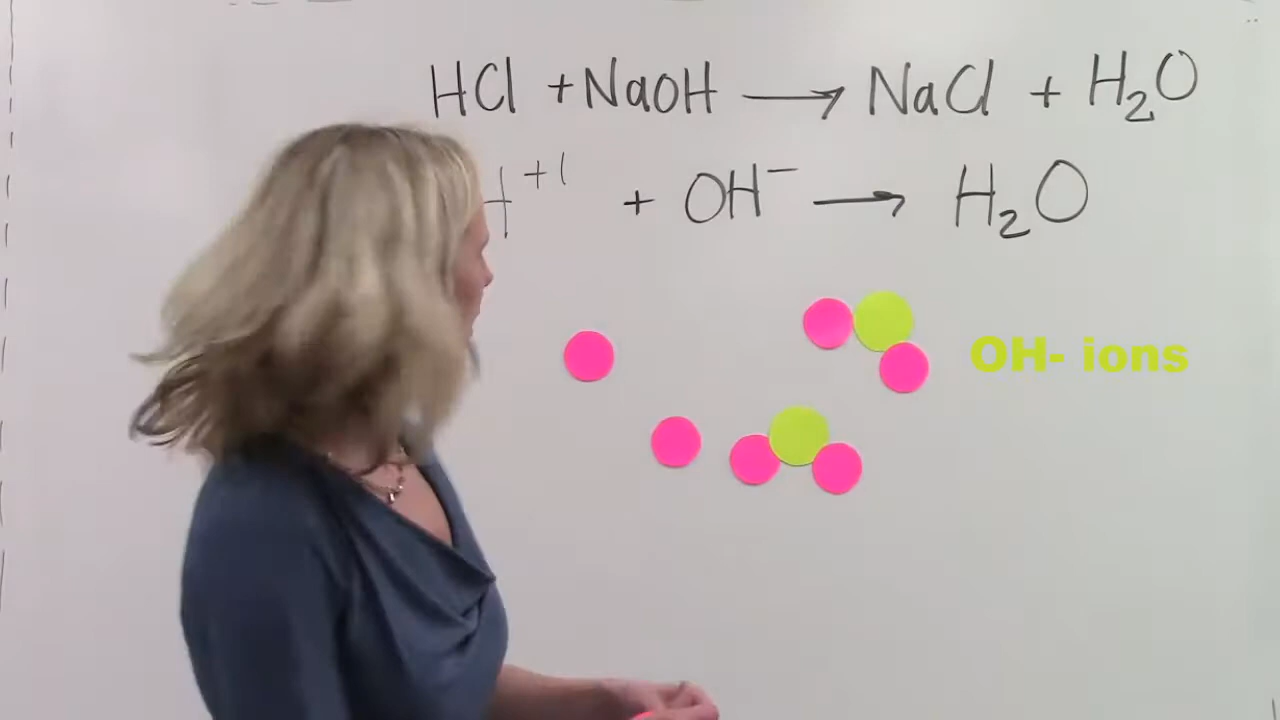 HCl + NaOH → NaCl + H₂O
H⁺¹ + OH⁻ → H₂O
OH- ions